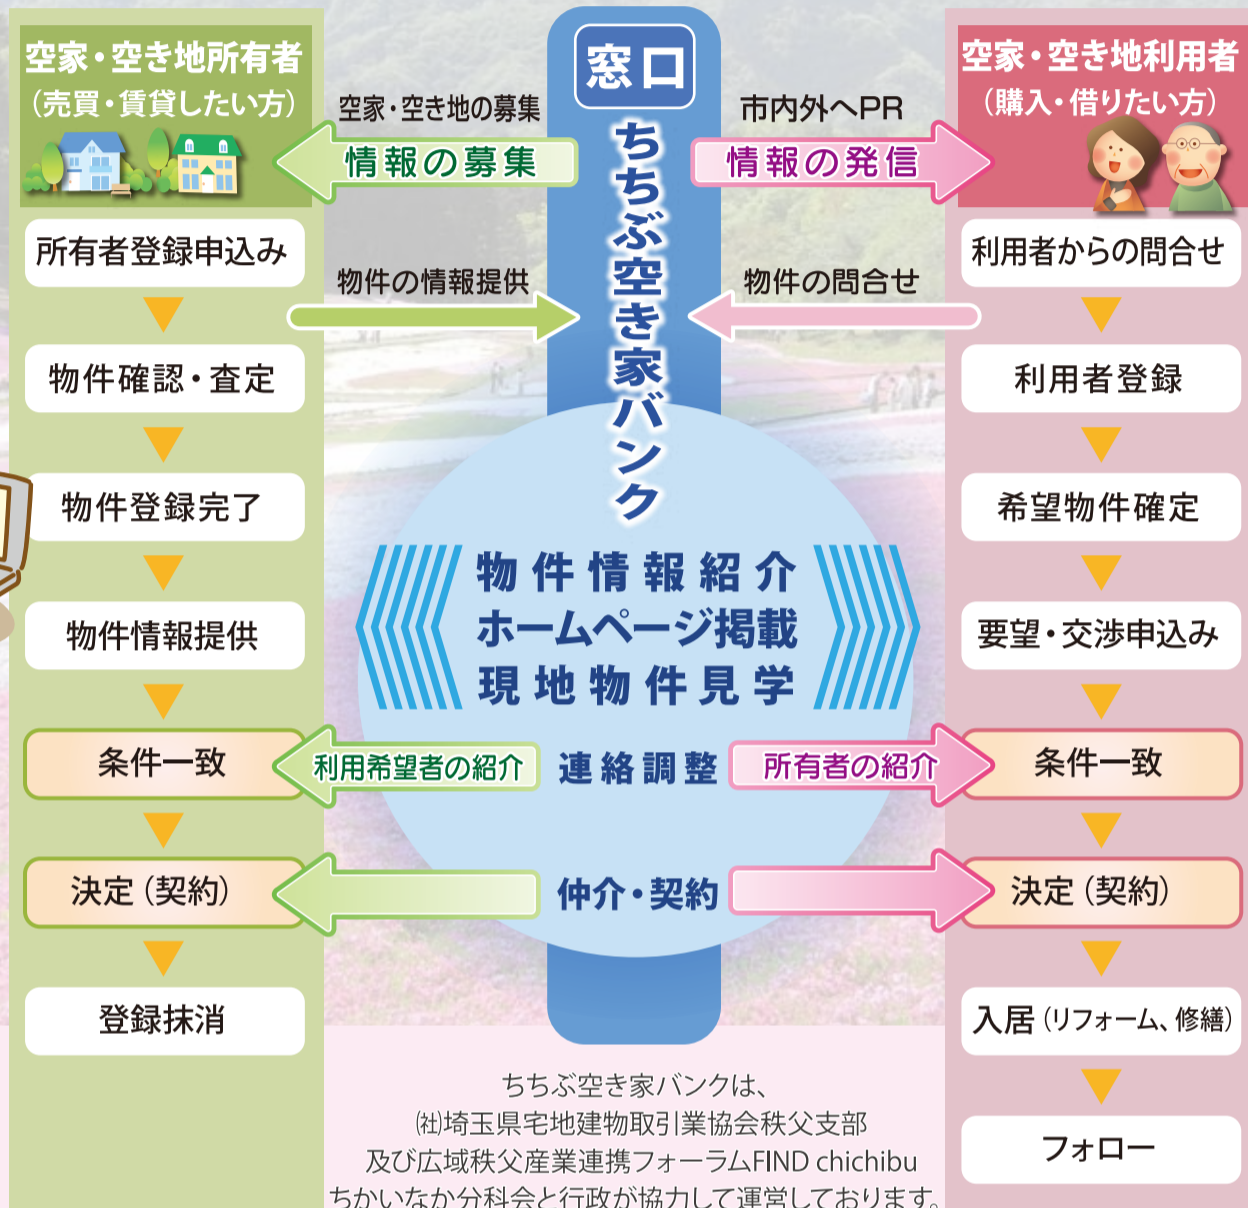 空家・空き地所有者
(売買・賃貸したい方)
所有者登録申込み
物件確認・査定
物件登録完了
物件情報提供
条件一致
決定(契約)
登録抹消
窓口
ちちぶ空き家バンク
空家・空き地の募集
情報の募集
市内外へPR
情報の発信
物件の情報提供
物件の問合せ
物件情報紹介
ホームページ掲載
現地物件見学
利用希望者の紹介
連絡調整
所有者の紹介
仲介・契約
空家・空き地利用者
(購入・借りたい方)
利用者からの問合せ
利用者登録
希望物件確定
要望・交渉申込み
条件一致
決定(契約)
入居(リフォーム、修繕)
フォロー
ちちぶ空き家バンクは、
㈳埼玉県宅地建物取引業協会秩父支部
及び広域秩父産業連携フォーラムFIND chichibu
ちかいなか分科会と行政が協力して運営しております。